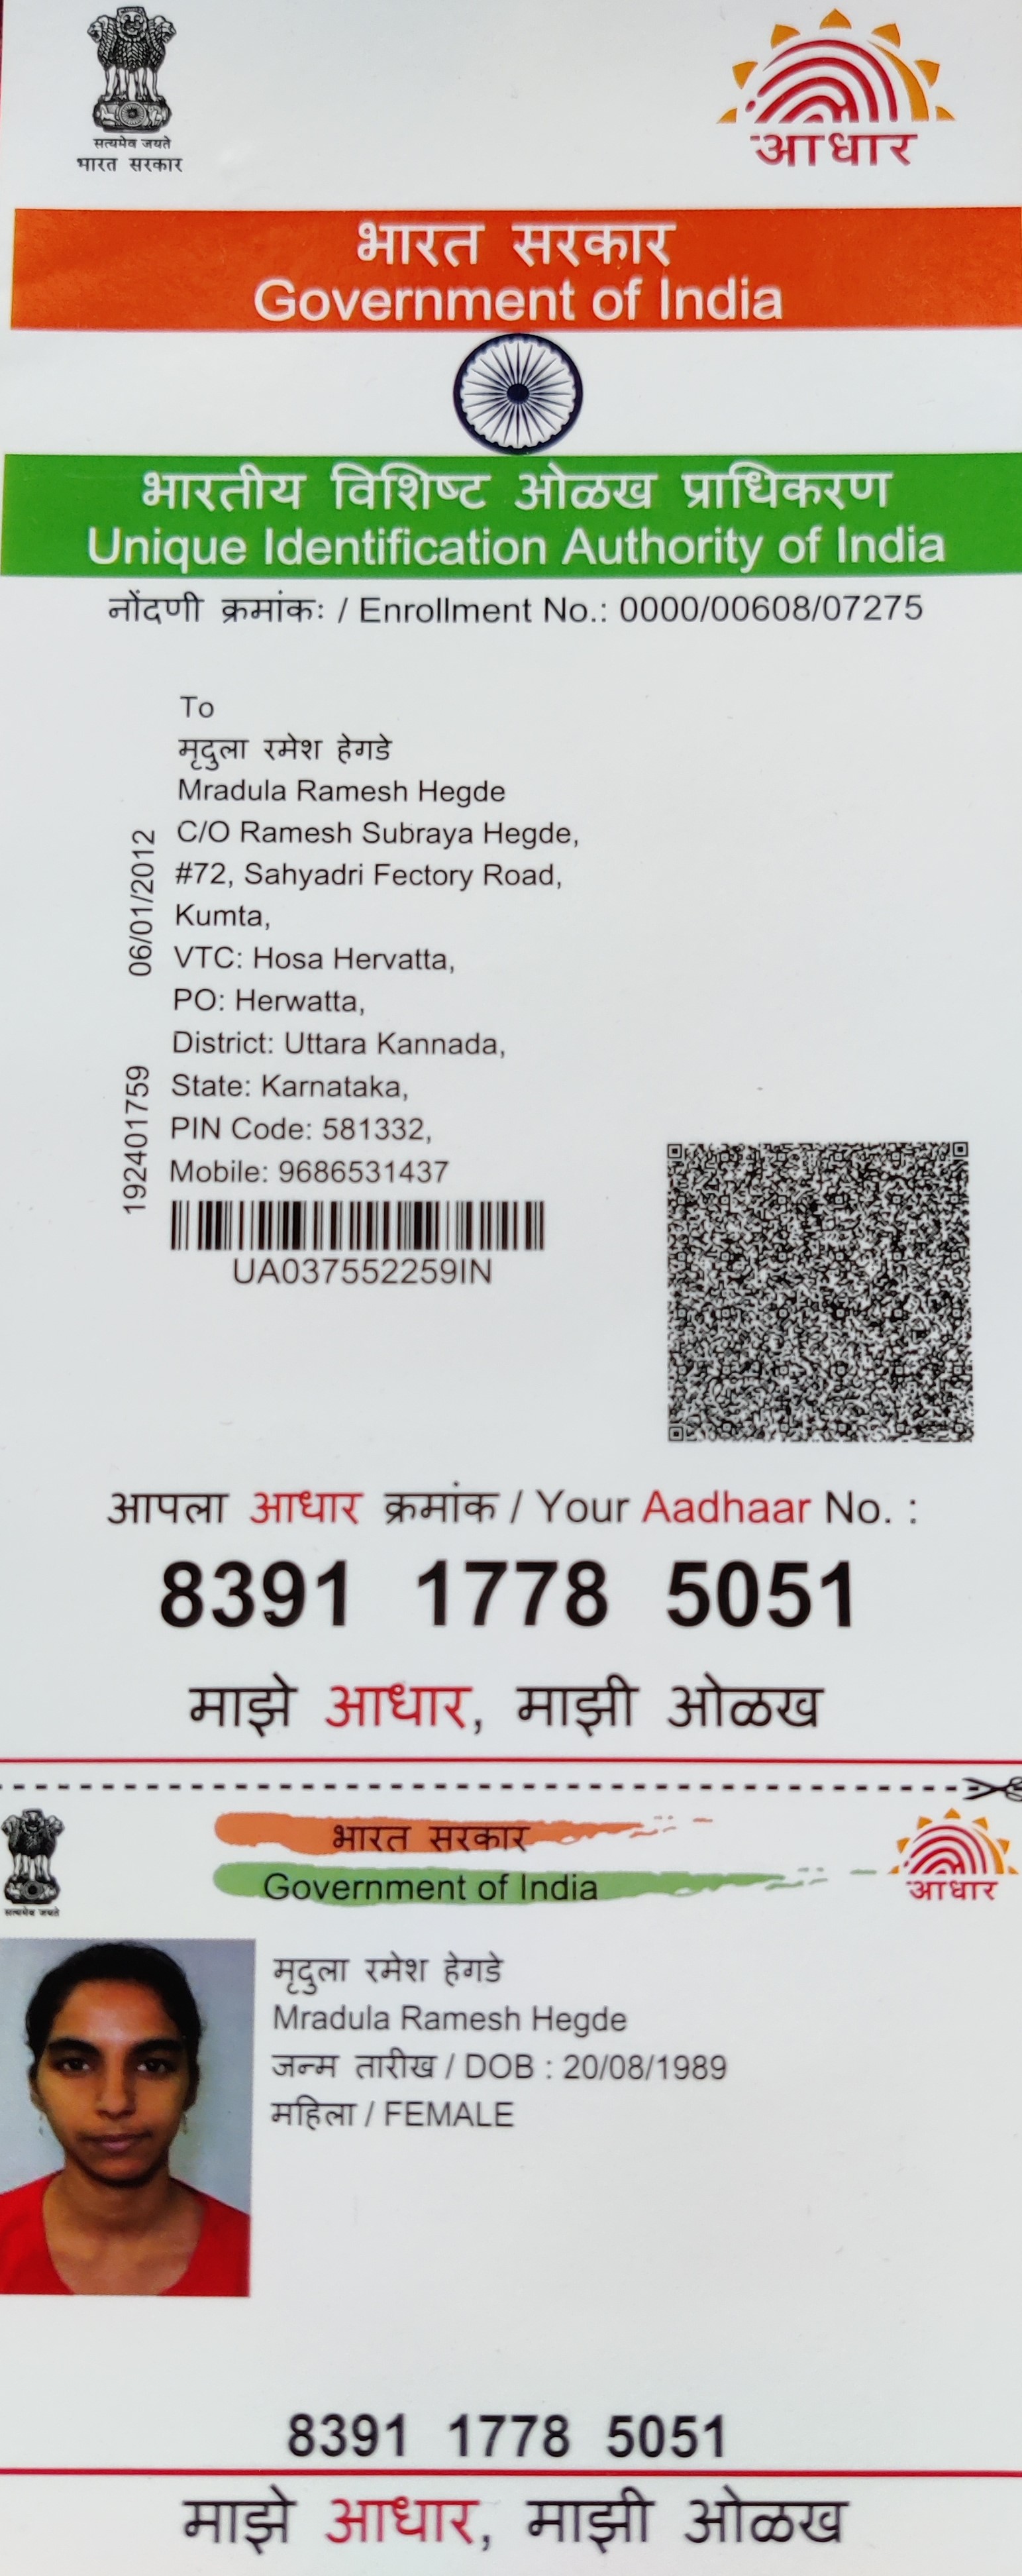 सत्यमेव जयते
भारत सरकार
आधार
भारत सरकार
Government of India
भारतीय विशिष्ट ओळख प्राधिकरण
Unique Identification Authority of India
नोंदणी क्रमांकः / Enrollment No.: 0000/00608/07275
To
मृदुला रमेश हेगडे
Mradula Ramesh Hegde
C/O Ramesh Subraya Hegde,
#72, Sahyadri Fectory Road,
Kumta,
VTC: Hosa Hervatta,
PO: Herwatta,
District: Uttara Kannada,
State: Karnataka,
PIN Code: 581332,
Mobile: 9686531437
06/01/2012
192401759
UA037552259IN
आपला आधार क्रमांक / Your Aadhaar No. :
8391 1778 5051
माझे आधार, माझी ओळख
भारत सरकार
Government of India
सत्यमेव जयते
आधार
मृदुला रमेश हेगडे
Mradula Ramesh Hegde
जन्म तारीख / DOB : 20/08/1989
महिला / FEMALE
8391 1778 5051
माझे आधार, माझी ओळख